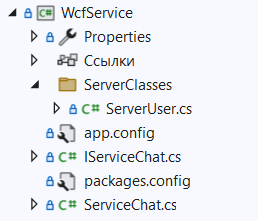 WcfService
Properties
Ссылки
ServerClasses
C# ServerUser.cs
app.config
C# IServiceChat.cs
packages.config
C# ServiceChat.cs